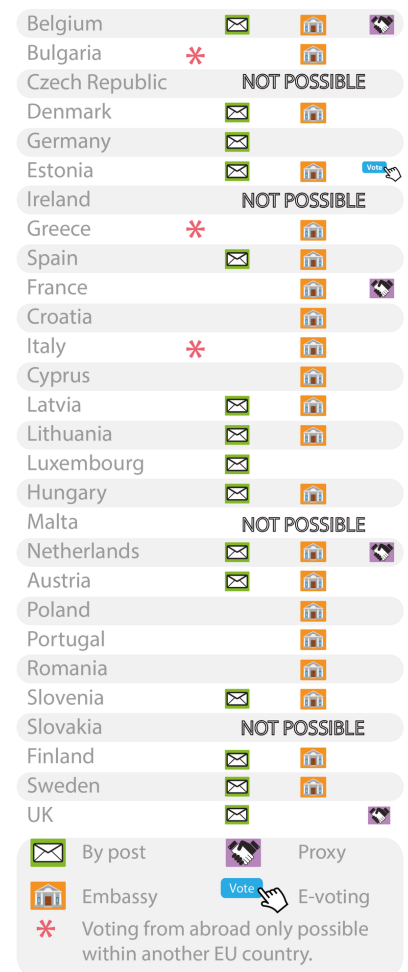 Belgium
Bulgaria *
Czech Republic NOT POSSIBLE
Denmark
Germany
Estonia Vote
Ireland NOT POSSIBLE
Greece *
Spain
France
Croatia
Italy *
Cyprus
Latvia
Lithuania
Luxembourg
Hungary
Malta NOT POSSIBLE
Netherlands
Austria
Poland
Portugal
Romania
Slovenia
Slovakia NOT POSSIBLE
Finland
Sweden
UK
By post Proxy
Embassy Vote E-voting
* Voting from abroad only possible
within another EU country.